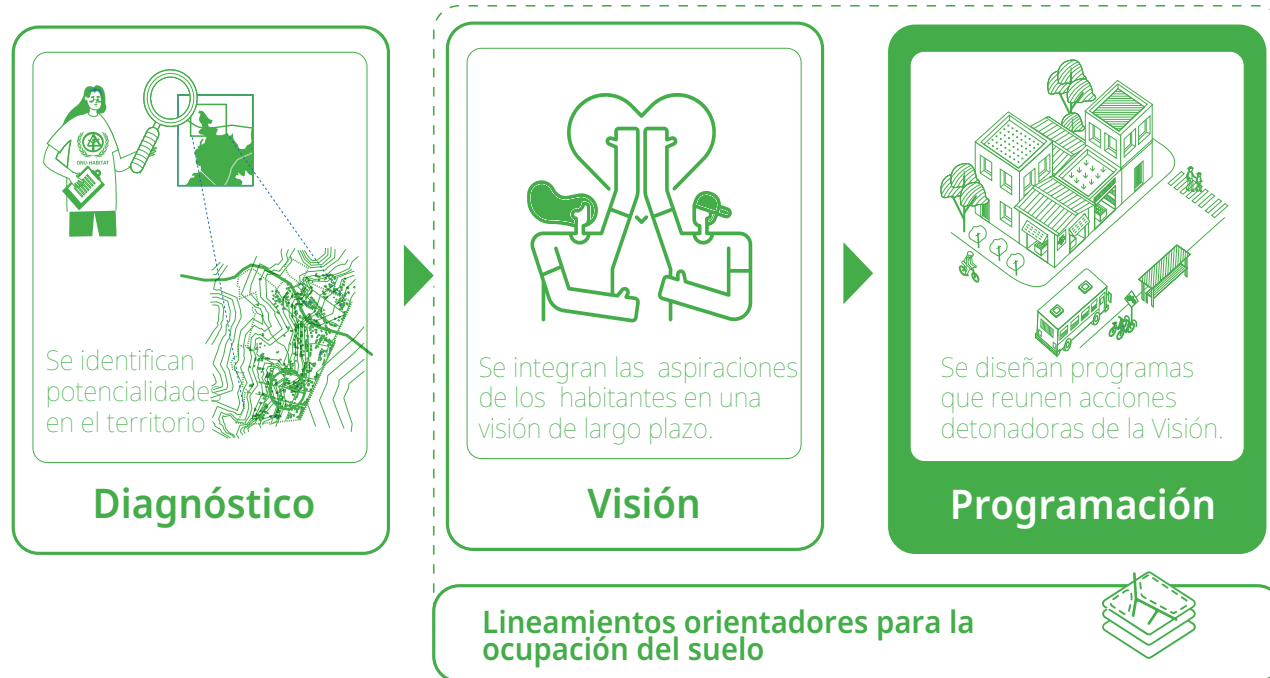 ONU-HABITAT
Se identifican
potencialidades
en el territorio
Diagnóstico
Se integran las aspiraciones
de los habitantes en una
visión de largo plazo.
Visión
Se diseñan programas
que reunen acciones
detonadoras de la Visión.
Programación
Lineamientos orientadores para la
ocupación del suelo